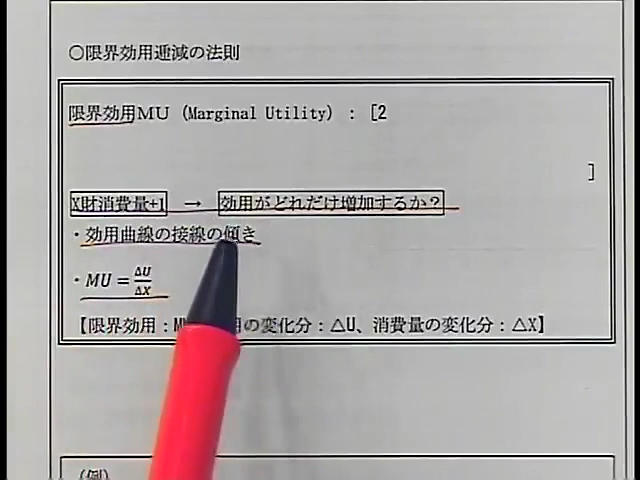 ○限界効用逓減の法則
限界効用MU (Marginal Utility) : [2
]
X財消費量+1 → 効用がどれだけ増加するか?
・効用曲線の接線の傾き
・MU=ΔU/ΔX
【限界効用:M 用の変化分:△U、消費量の変化分:△X】
(例)